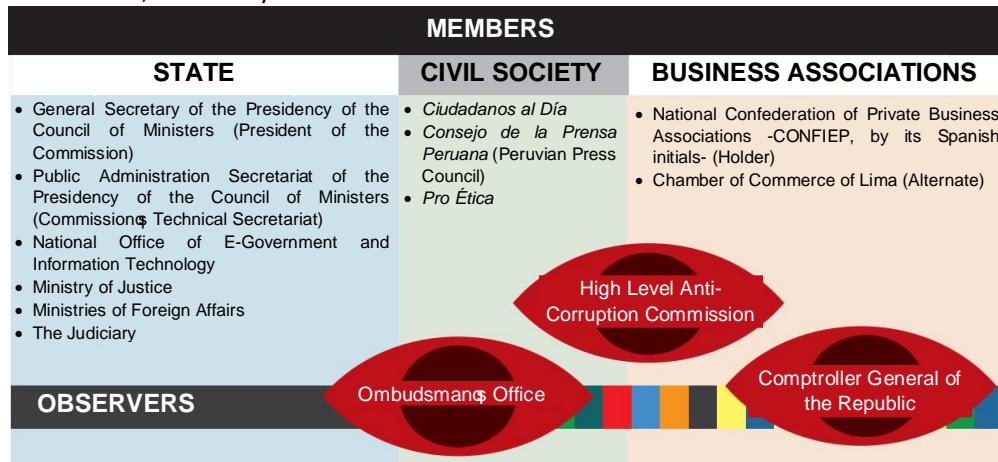 MEMBERS
STATE
• General Secretary of the Presidency of the
Council of Ministers (President of the
Commission)
• Public Administration Secretariat of the
Presidency of the Council of Ministers
(Commission$ Technical Secretariat)
• National Office of E-Government and
Information Technology
• Ministry of Justice
• Ministries of Foreign Affairs
• The Judiciary
CIVIL SOCIETY
• Ciudadanos al Día
• Consejo de la Prensa
Peruana (Peruvian Press
Council)
• Pro Ética
BUSINESS ASSOCIATIONS
• National Confederation of Private Business
Associations -CONFIEP, by its Spanish
initials- (Holder)
• Chamber of Commerce of Lima (Alternate)
High Level Anti-
Corruption Commission
Ombudsman$ Office
Comptroller General of
the Republic
OBSERVERS